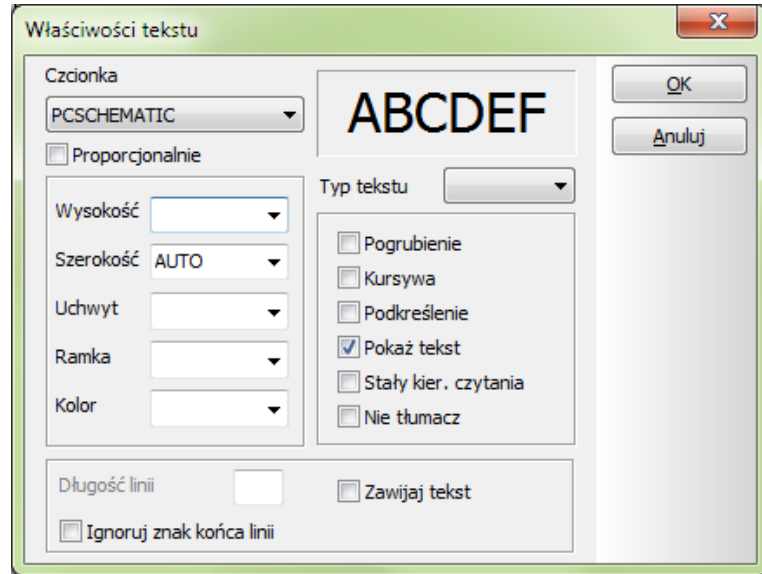 Właściwości tekstu
Czcionka
PCSCHEMATIC
Proporcjonalnie
ABCDEF
OK
Anuluj
Typ tekstu
Wysokość
Szerokość AUTO
Uchwyt
Ramka
Kolor
Pogrubienie
Kursywa
Podkreślenie
Pokaż tekst
Stały kier. czytania
Nie tłumacz
Długość linii
Zawijaj tekst
Ignoruj znak końca linii